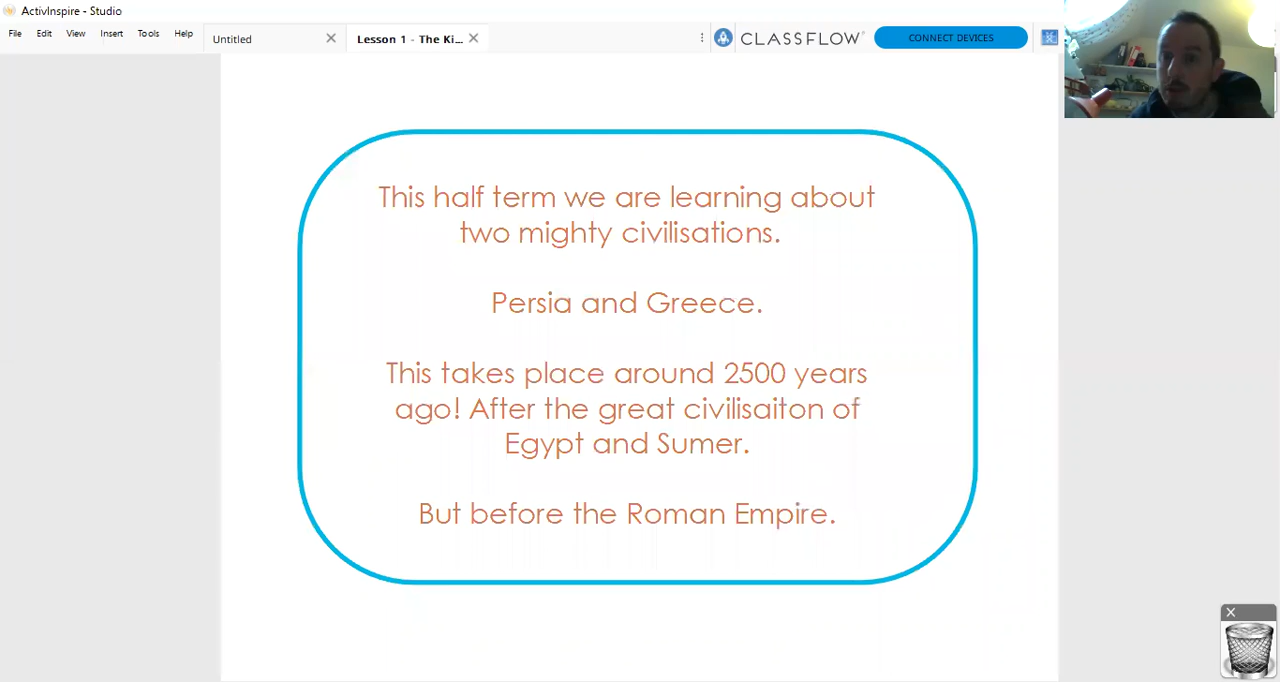 ActivInspire - Studio
File Edit View Insert Tools Help
Untitled
Lesson 1 - The Ki...
CLASSFLOW
CONNECT DEVICES
This half term we are learning about
two mighty civilisations.
Persia and Greece.
This takes place around 2500 years
ago! After the great civilisaiton of
Egypt and Sumer.
But before the Roman Empire.